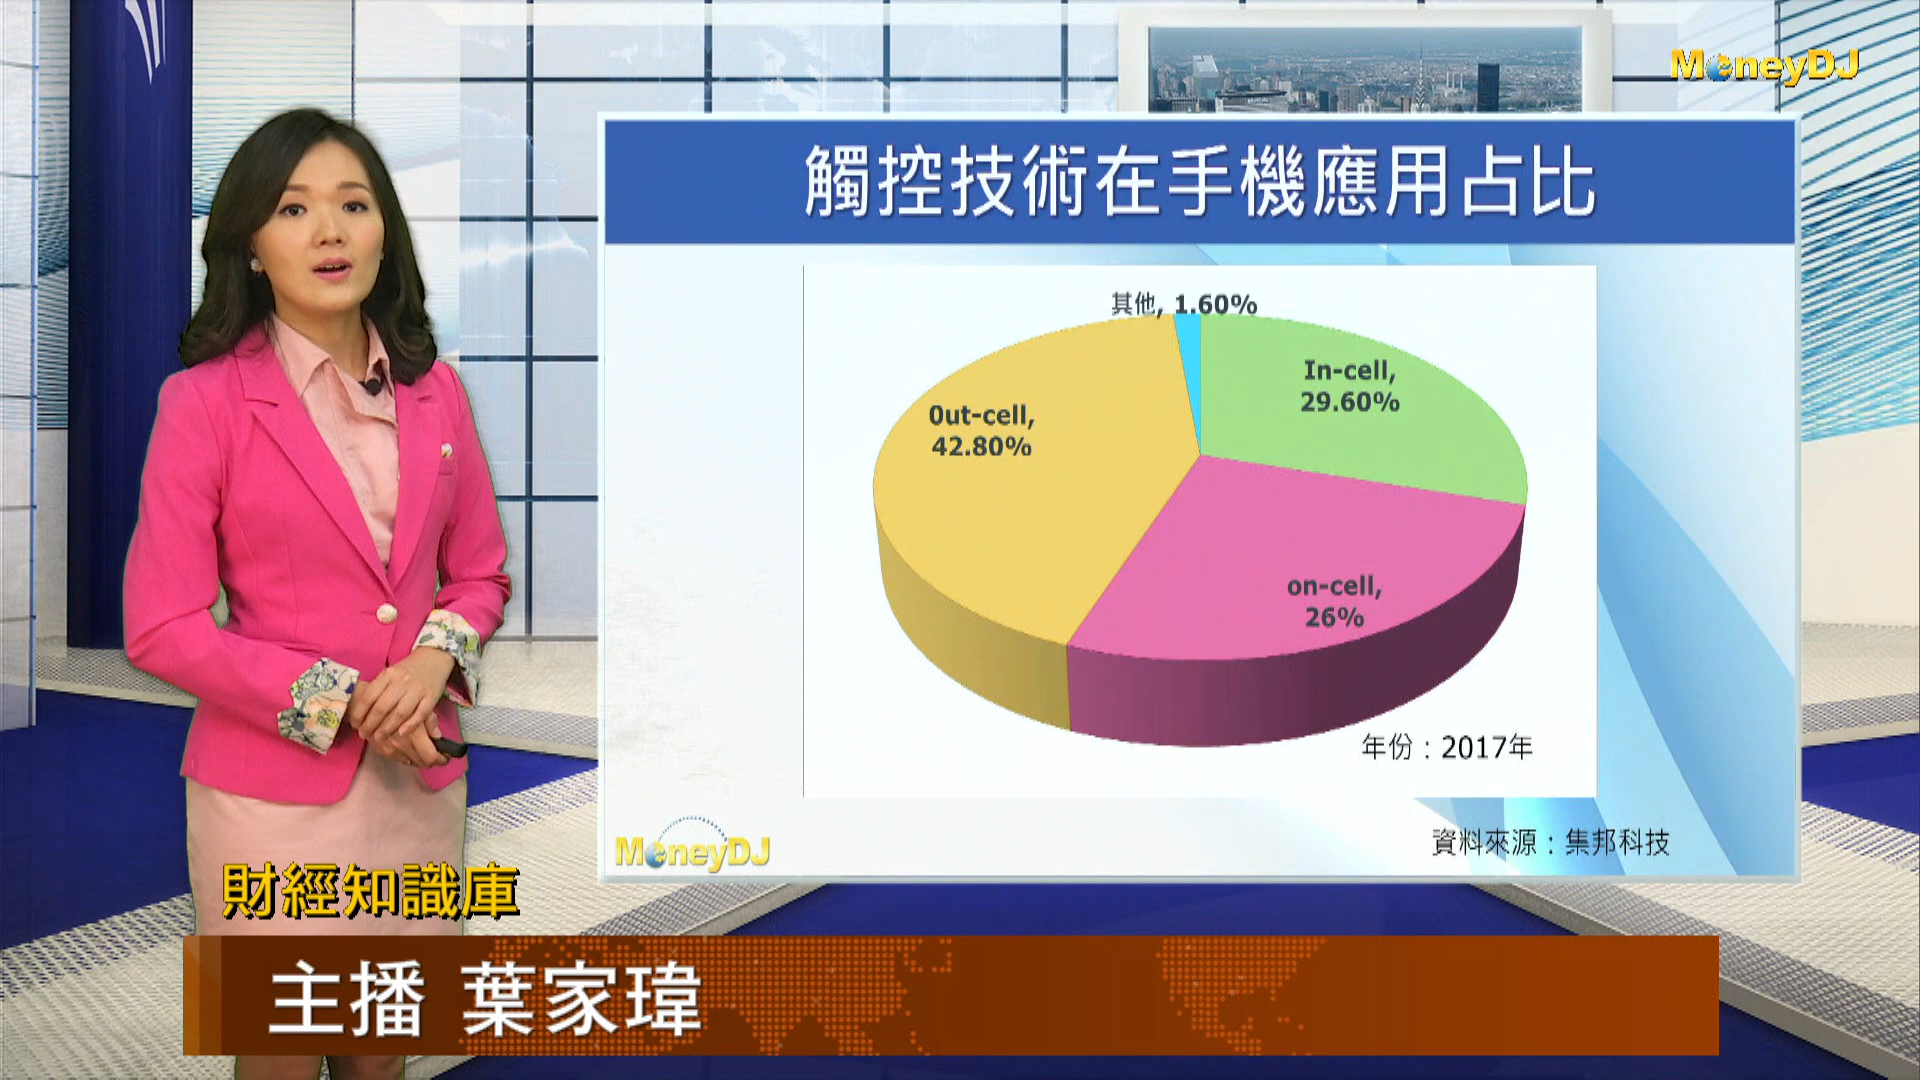 MoneyDJ
觸控技術在手機應用占比
其他, 1.60%
In-cell,
29.60%
0ut-cell,
42.80%
on-cell,
26%
年份：2017年
MoneyDJ
資料來源：集邦科技
財經知識庫
主播 葉家瑋